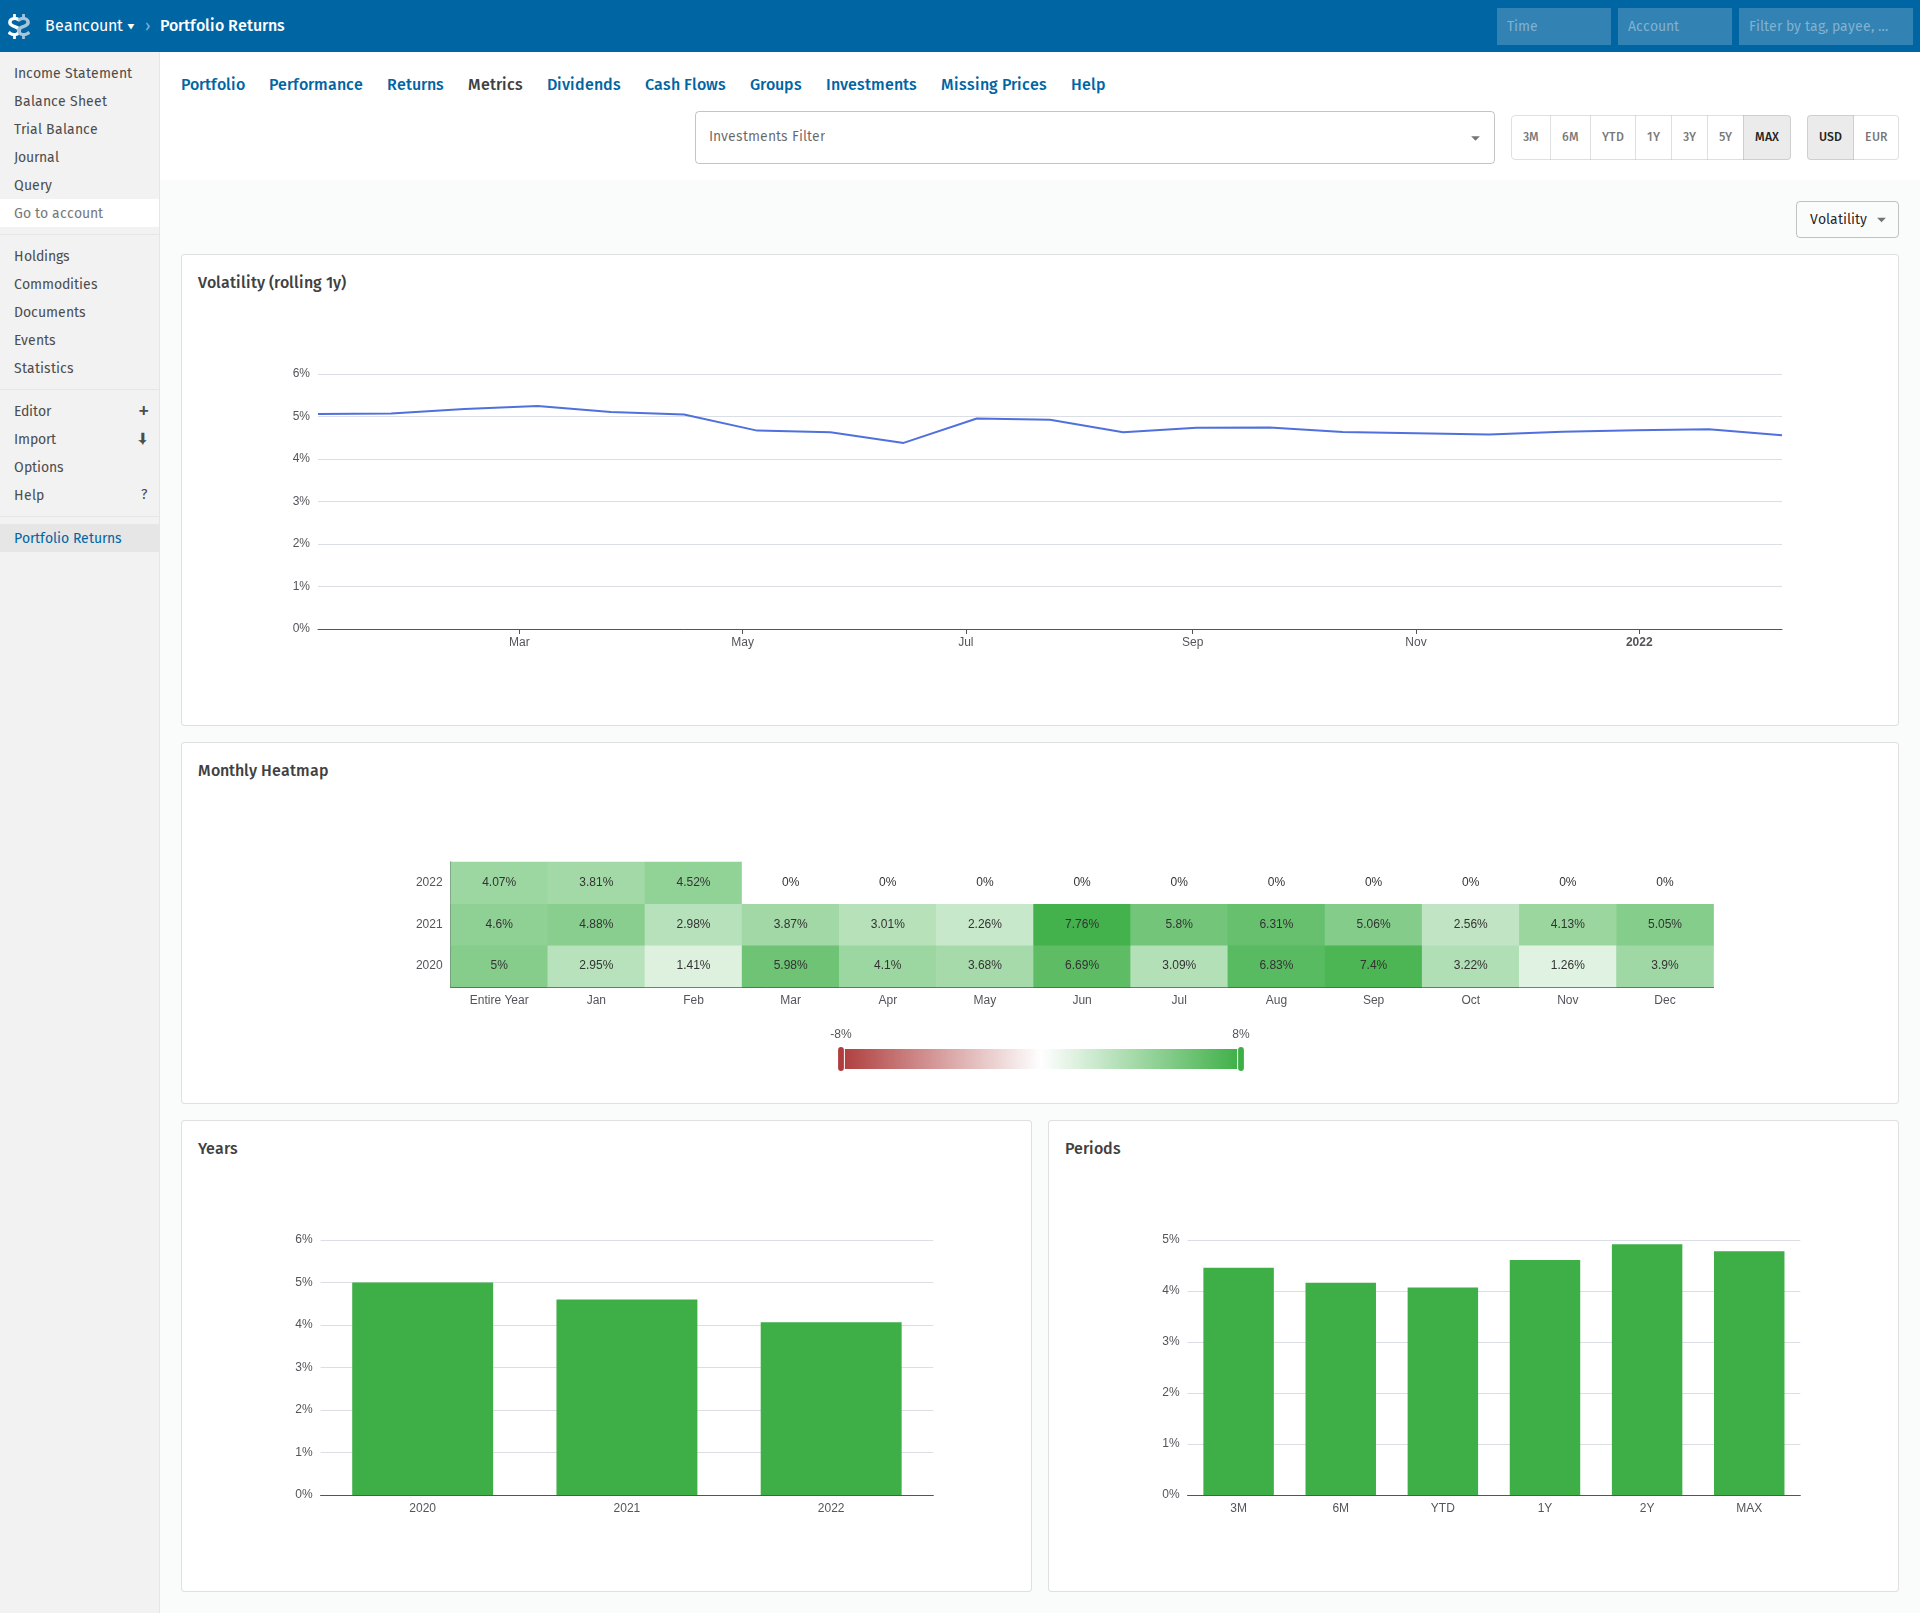 Beancount › Portfolio Returns
Time Account Filter by tag, payee, ...
Income Statement
Balance Sheet
Trial Balance
Journal
Query
Go to account
Holdings
Commodities
Documents
Events
Statistics
Editor +
Import
Options
Help ?
Portfolio Returns
Portfolio Performance Returns Metrics Dividends Cash Flows Groups Investments Missing Prices Help
Investments Filter 3M 6M YTD 1Y 3Y 5Y MAX USD EUR
Volatility
Volatility (rolling 1y)
6%
5%
4%
3%
2%
1%
0%
Mar May Jul Sep Nov 2022
Monthly Heatmap
2022 4.07% 3.81% 4.52% 0% 0% 0% 0% 0% 0% 0% 0% 0% 0%
2021 4.6% 4.88% 2.98% 3.87% 3.01% 2.26% 7.76% 5.8% 6.31% 5.06% 2.56% 4.13% 5.05%
2020 5% 2.95% 1.41% 5.98% 4.1% 3.68% 6.69% 3.09% 6.83% 7.4% 3.22% 1.26% 3.9%
Entire Year Jan Feb Mar Apr May Jun Jul Aug Sep Oct Nov Dec
-8% 8%
Years
6%
5%
4%
3%
2%
1%
0%
2020 2021 2022
Periods
5%
4%
3%
2%
1%
0%
3M 6M YTD 1Y 2Y MAX